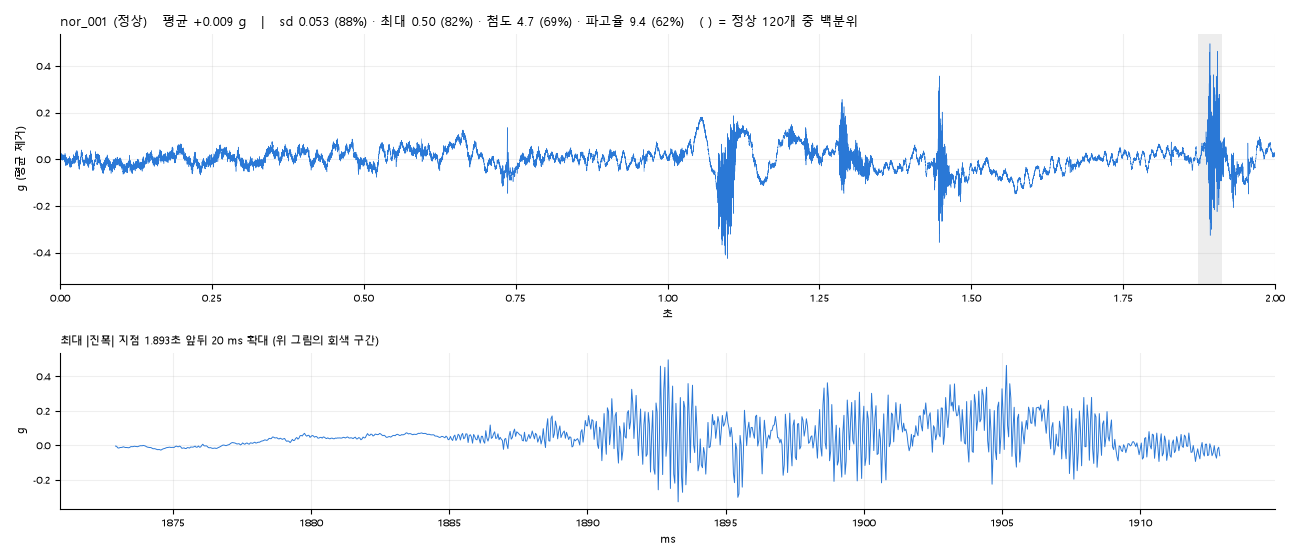 nor_001 (정상) 평균 +0.009 g | sd 0.053 (88%) · 최대 0.50 (82%) · 첨도 4.7 (69%) · 파고율 9.4 (62%) ( ) = 정상 120개 중 백분위
g (평균 제거)
0.4
0.2
0.0
-0.2
-0.4
0.00 0.25 0.50 0.75 1.00 1.25 1.50 1.75 2.00
초
최대 |진폭| 지점 1.893초 앞뒤 20 ms 확대 (위 그림의 회색 구간)
g
0.4
0.2
0.0
-0.2
1875 1880 1885 1890 1895 1900 1905 1910
ms